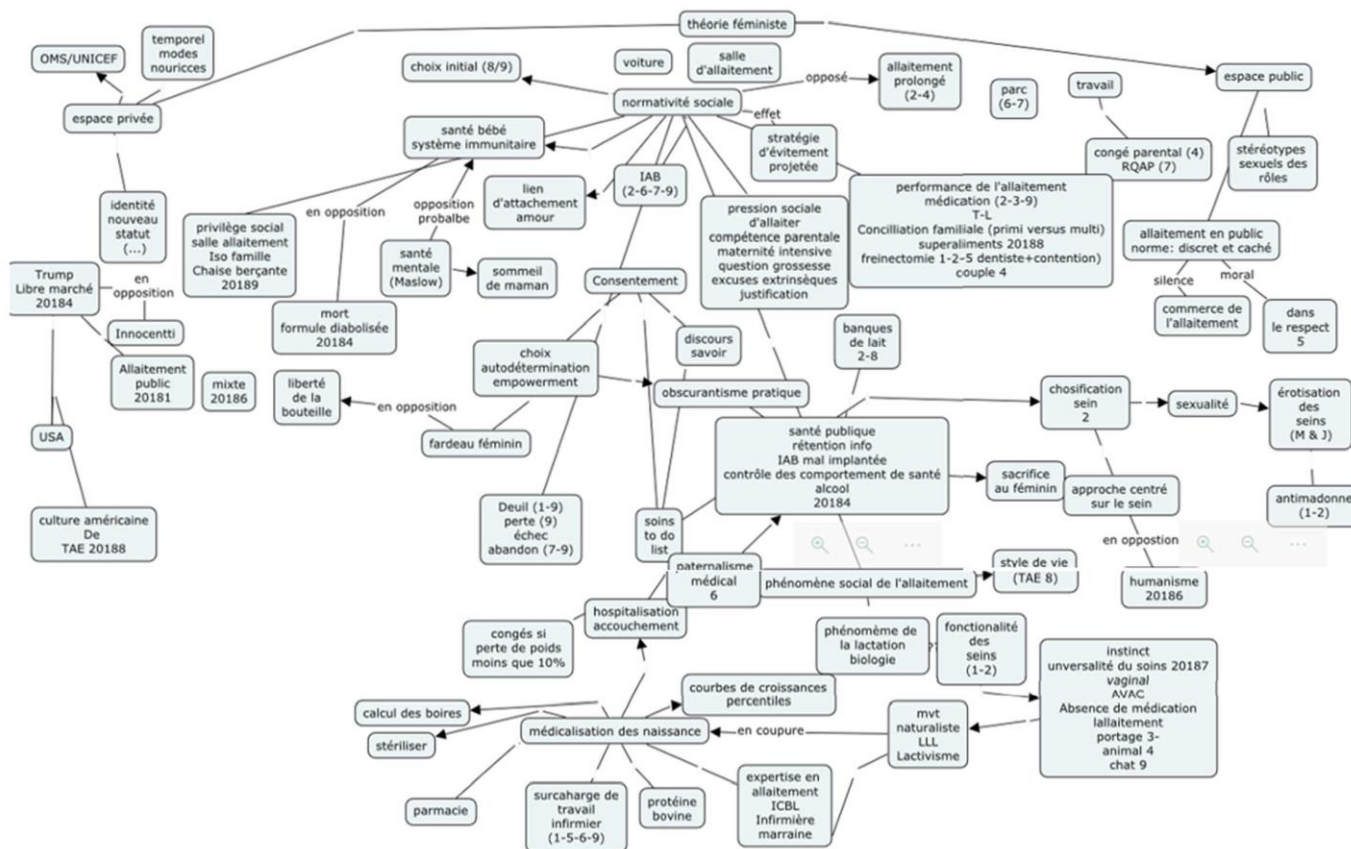 théorie féministe
OMS/UNICEF
temporel
modes
nouricces
choix initial (8/9)
voiture
salle
d'allaitement
opposé
allaitement
prolongé
(2-4)
parc
(6-7)
travail
espace public
espace privée
normativité sociale
effet
santé bébé
système immunitaire
stratégie
d'évitement
projetée
congé parental (4)
RQAP (7)
stéréotypes
sexuels des
rôles
IAB
(2-6-7-9)
lien
d'attachement
amour
identité
nouveau
statut
(...)
en opposition
opposition
probalbe
privilège social
salle allaitement
Iso famille
Chaise berçante
20189
santé
mentale
(Maslow)
sommeil
de maman
pression sociale
d'allaiter
compétence parentale
maternité intensive
question grossesse
excuses extrinsèques
justification
performance de l'allaitement
médication (2-3-9)
T-L
Conciliation familiale (primi versus multi)
superaliments 20188
freinectomie 1-2-5 dentiste+contention)
couple 4
allaitement en public
norme: discret et caché
silence
moral
commerce de
l'allaitement
dans
le respect
5
Trump
Libre marché
20184
en
opposition
Innocentti
Allaitement
public
20181
mixte
20186
mort
formule diabolisée
20184
Consentement
discours
savoir
banques
de lait
2-8
choix
autodétermination
empowerment
liberté
de la
bouteille
en opposition
fardeau féminin
obscurantisme pratique
chosification
sein
2
sexualité
érotisation
des
seins
(M & J)
USA
santé publique
rétention info
IAB mal implantée
contrôle des comportement de santé
alcool
20184
sacrifice
au féminin
approche centré
sur le sein
antimadonne
(1-2)
culture américaine
De
TAE 20188
Deuil (1-9)
perte (9)
échec
abandon (7-9)
soins
to do
list
en oppostion
humanisme
20186
paternalisme
médical
6
phénomène social de l'allaitement
style de vie
(TAE 8)
hospitalisation
accouchement
congés si
perte de poids
moins que 10%
phénomème de
la lactation
biologie
??
fonctionalité
des
seins
(1-2)
instinct
unversalité du soins 20187
vaginal
AVAC
Absence de médication
lallaitement
portage 3-
animal 4
chat 9
courbes de croissances
percentiles
calcul des boires
stériliser
médicalisation des naissance
en coupure
mvt
naturaliste
LLL
Lactivisme
parmacie
surcaharge de
travail
infirmier
(1-5-6-9)
protéine
bovine
expertise en
allaitement
ICBL
Infirmière
marraine